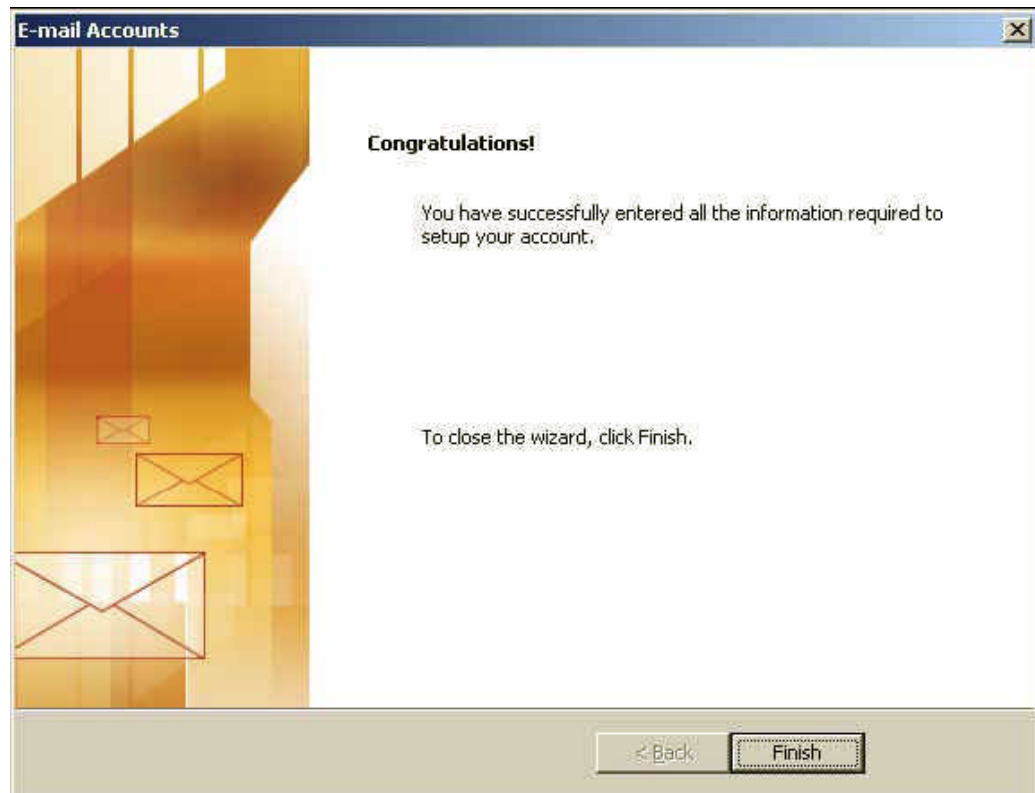 E-mail Accounts
Congratulations!
You have successfully entered all the information required to
setup your account.
To close the wizard, click Finish.
< Back
Finish